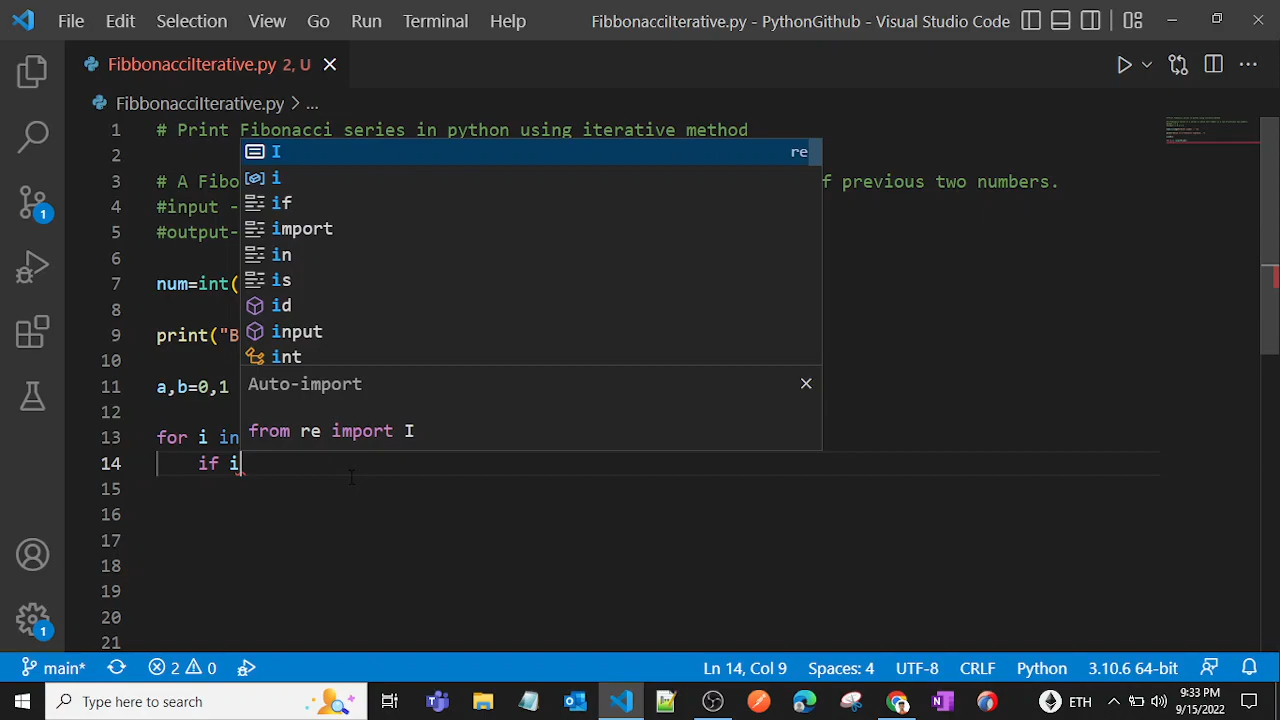 File Edit Selection View Go Run Terminal Help FibbonacciIterative.py - PythonGithub - Visual Studio Code
FibbonacciIterative.py 2, U
FibbonacciIterative.py > ...
1 # Print Fibonacci series in python using iterative method
2
3 # A Fibo f previous two numbers.
4 #input -
5 #output-
6
7 num=int(
8
9 print("B
10
11 a,b=0,1
12
13 for i in
14 if i
15
16
17
18
19
20
21
I re
i
if
import
in
is
id
input
int
Auto-import
from re import I
1
1
main* 2 0 Ln 14, Col 9 Spaces: 4 UTF-8 CRLF Python 3.10.6 64-bit
Type here to search ETH 9:33 PM
9/15/2022